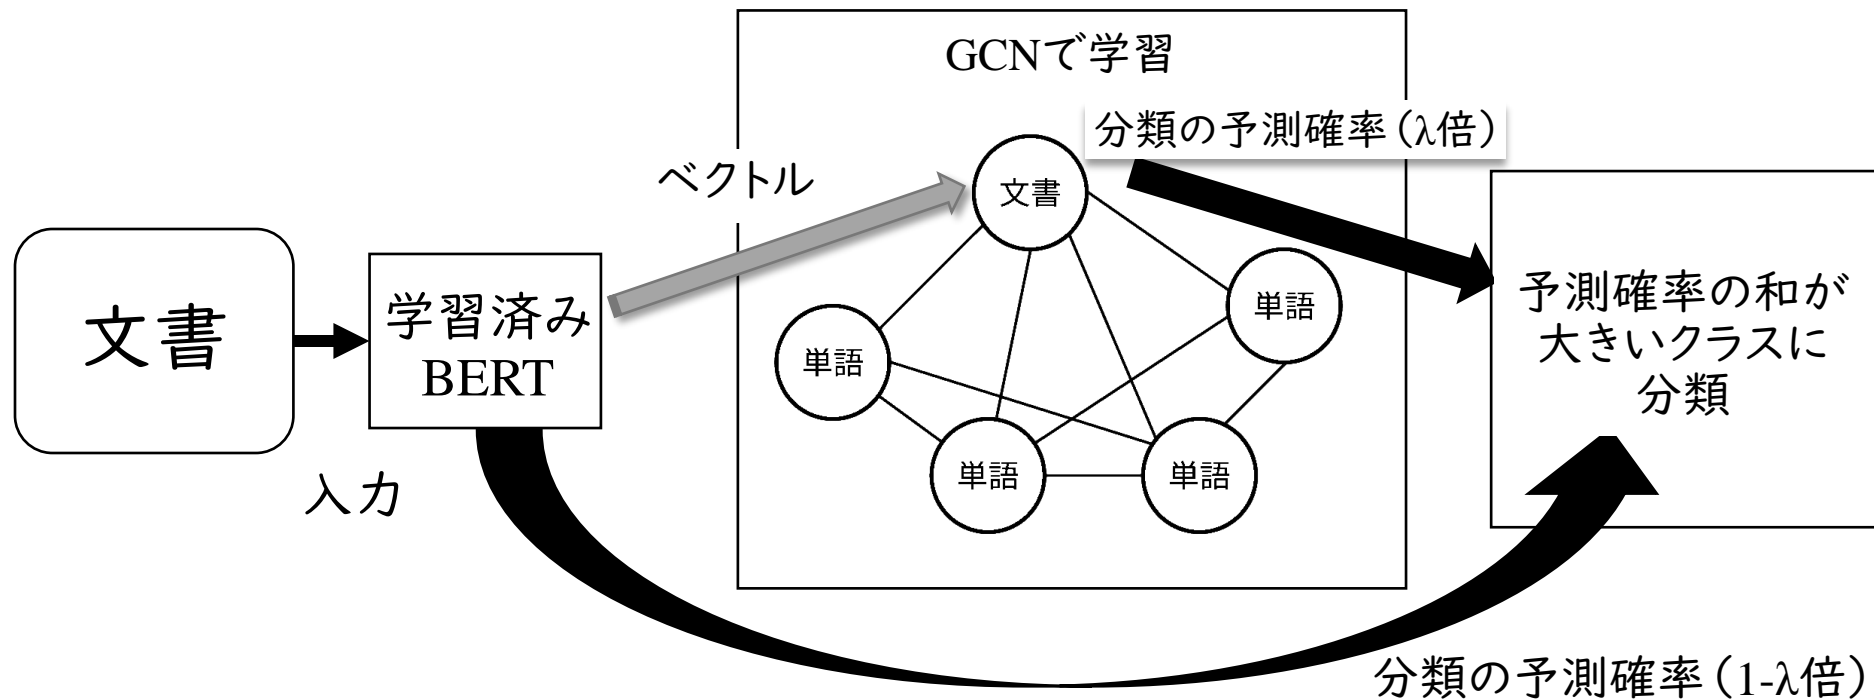 文書
入力
学習済み
BERT
ベクトル
GCNで学習
分類の予測確率(λ倍)
文書
単語
単語
単語
単語
予測確率の和が
大きいクラスに
分類
分類の予測確率(1-λ倍)